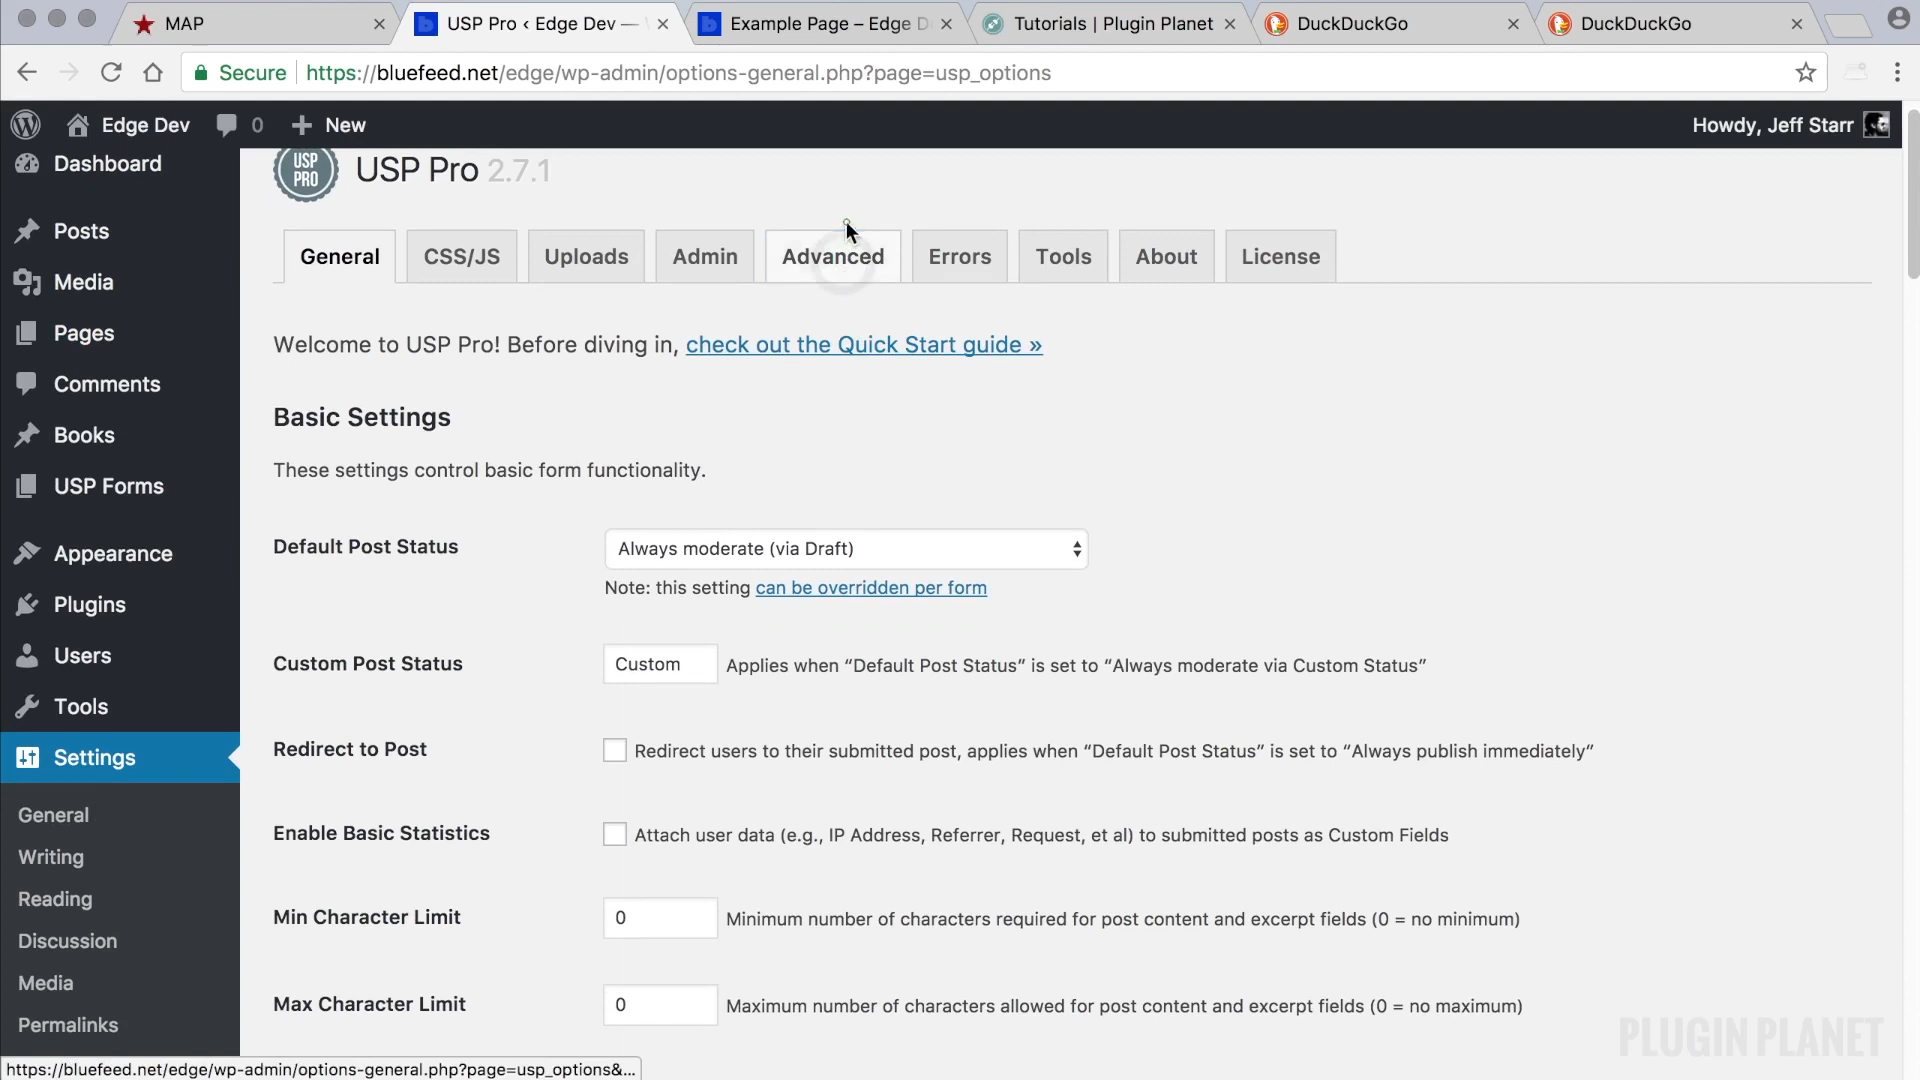 MAP
USP Pro ‹ Edge Dev —
Example Page – Edge D
Tutorials | Plugin Planet
DuckDuckGo
DuckDuckGo
Secure
https://bluefeed.net/edge/wp-admin/options-general.php?page=usp_options
Edge Dev
0
New
Howdy, Jeff Starr
Dashboard
Posts
Media
Pages
Comments
Books
USP Forms
Appearance
Plugins
Users
Tools
Settings
General
Writing
Reading
Discussion
Media
Permalinks
USP
PRO
USP Pro 2.7.1
General
CSS/JS
Uploads
Admin
Advanced
Errors
Tools
About
License
Welcome to USP Pro! Before diving in, check out the Quick Start guide »
Basic Settings
These settings control basic form functionality.
Default Post Status
Always moderate (via Draft)
Note: this setting can be overridden per form
Custom Post Status
Custom
Applies when “Default Post Status” is set to “Always moderate via Custom Status”
Redirect to Post
Redirect users to their submitted post, applies when “Default Post Status” is set to “Always publish immediately”
Enable Basic Statistics
Attach user data (e.g., IP Address, Referrer, Request, et al) to submitted posts as Custom Fields
Min Character Limit
0
Minimum number of characters required for post content and excerpt fields (0 = no minimum)
Max Character Limit
0
Maximum number of characters allowed for post content and excerpt fields (0 = no maximum)
PLUGIN PLANET
https://bluefeed.net/edge/wp-admin/options-general.php?page=usp_options&...